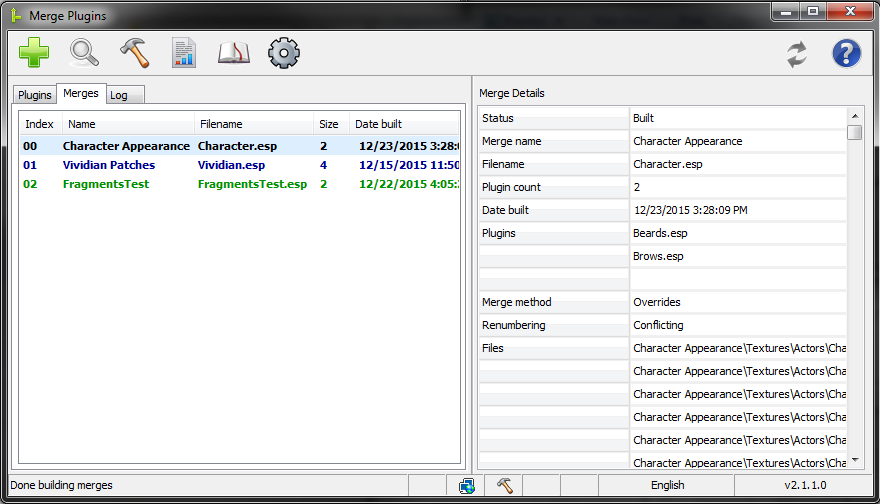 Merge Plugins
Plugins Merges Log
Index Name Filename Size Date built
00 Character Appearance Character.esp 2 12/23/2015 3:28:
01 Vividian Patches Vividian.esp 4 12/15/2015 11:50
02 FragmentsTest FragmentsTest.esp 2 12/22/2015 4:05:
Merge Details
Status Built
Merge name Character Appearance
Filename Character.esp
Plugin count 2
Date built 12/23/2015 3:28:09 PM
Plugins Beards.esp
Brows.esp
Merge method Overrides
Renumbering Conflicting
Files Character Appearance\Textures\Actors\Cha
Character Appearance\Textures\Actors\Cha
Character Appearance\Textures\Actors\Cha
Character Appearance\Textures\Actors\Cha
Character Appearance\Textures\Actors\Cha
Character Appearance\Textures\Actors\Cha
Done building merges English v2.1.1.0